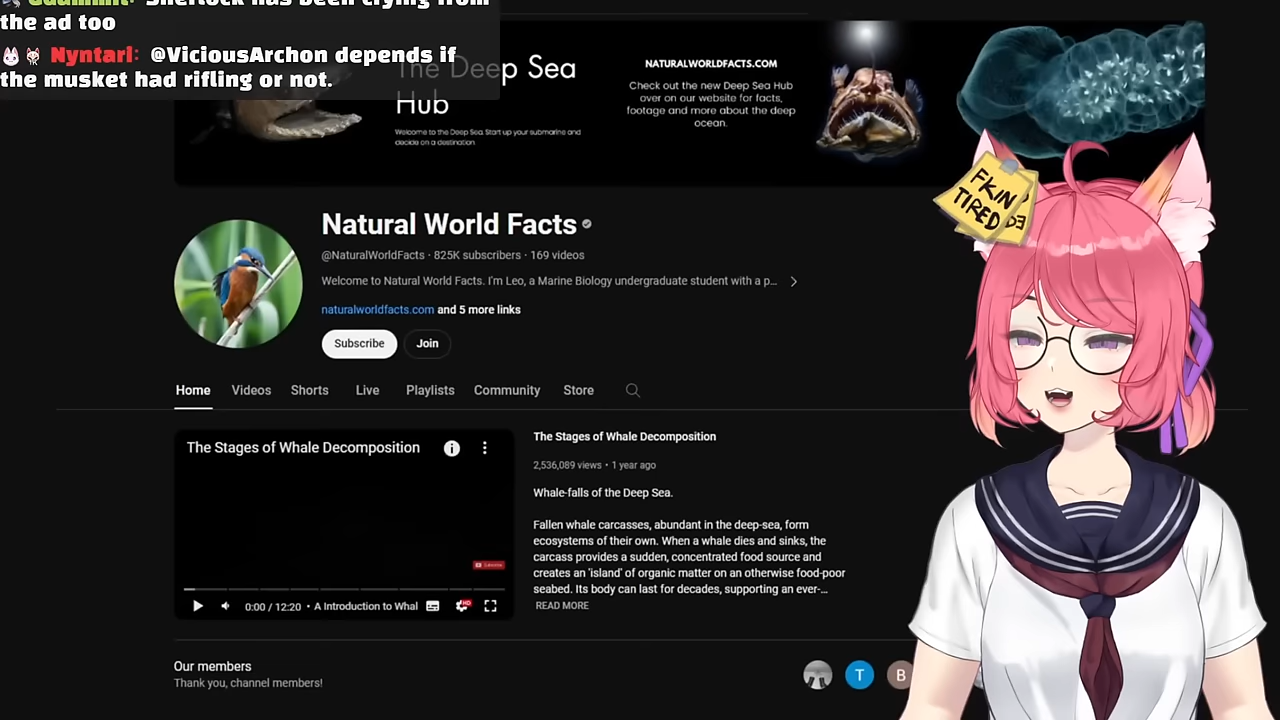 Sherlock has been crying from
the ad too
Nyntarl: @ViciousArchon depends if
the musket had rifling or not.
The Deep Sea
Hub
Welcome to the Deep Sea. Start up your submarine and
decide on a destination.
NATURALWORLDFACTS.COM
Check out the new Deep Sea Hub
over on our website for facts,
footage and more about the deep
ocean.
FKIN
TIRED
Natural World Facts
@NaturalWorldFacts · 825K subscribers · 169 videos
Welcome to Natural World Facts. I'm Leo, a Marine Biology undergraduate student with a p...
naturalworldfacts.com and 5 more links
Subscribe
Join
Home
Videos
Shorts
Live
Playlists
Community
Store
The Stages of Whale Decomposition
0:00 / 12:20 • A Introduction to Whal
HD
The Stages of Whale Decomposition
2,536,089 views • 1 year ago
Whale-falls of the Deep Sea.
Fallen whale carcasses, abundant in the deep-sea, form
ecosystems of their own. When a whale dies and sinks, the
carcass provides a sudden, concentrated food source and
creates an 'island' of organic matter on an otherwise food-poor
seabed. Its body can last for decades, supporting an ever-...
READ MORE
Our members
Thank you, channel members!
T
B